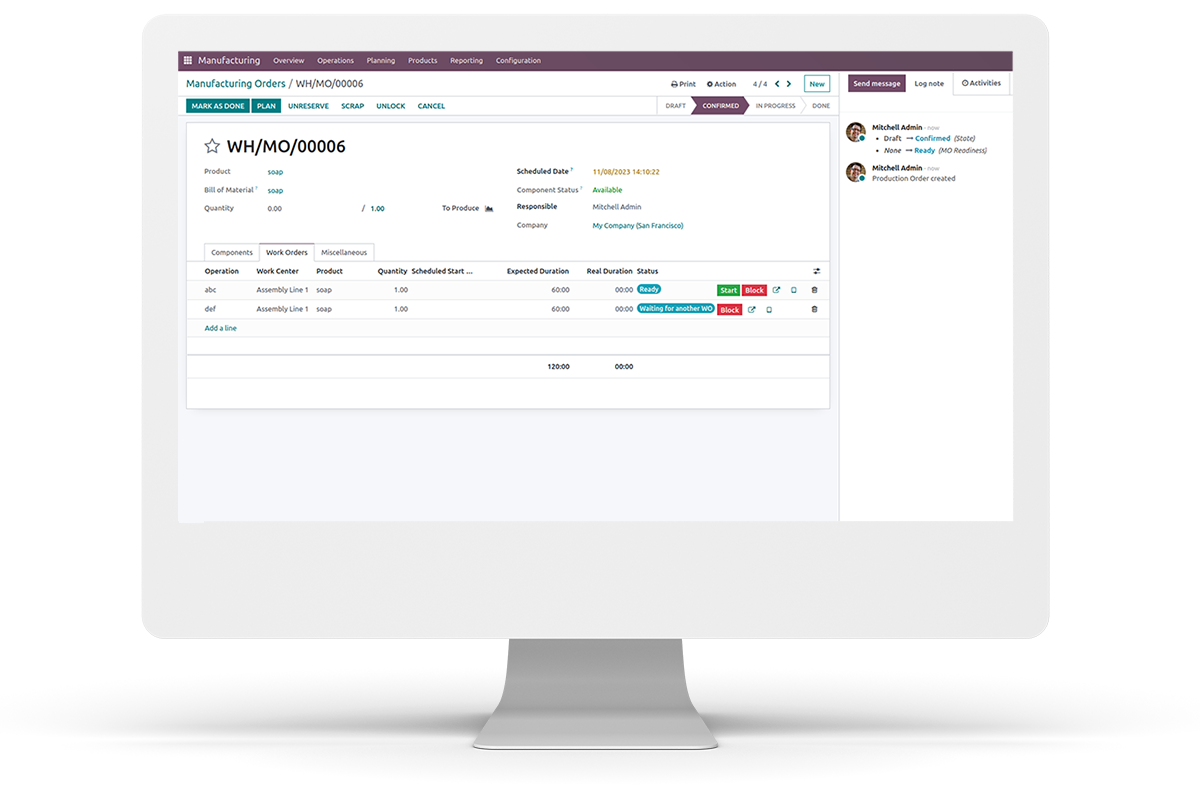 Manufacturing Overview Operations Planning Products Reporting Configuration
Manufacturing Orders / WH/MO/00006 Print Action 4 / 4 New Send message Log note Activities
MARK AS DONE PLAN UNRESERVE SCRAP UNLOCK CANCEL DRAFT CONFIRMED IN PROGRESS DONE
WH/MO/00006
Product soap
Bill of Material ? soap
Quantity 0.00 / 1.00 To Produce
Scheduled Date ? 11/08/2023 14:10:22
Component Status ? Available
Responsible Mitchell Admin
Company My Company (San Francisco)
Components Work Orders Miscellaneous
Operation Work Center Product Quantity Scheduled Start ... Expected Duration Real Duration Status
abc Assembly Line 1 soap 1.00 60:00 00:00 Ready Start Block
def Assembly Line 1 soap 1.00 60:00 00:00 Waiting for another WO Block
Add a line
120:00 00:00
Mitchell Admin - now
• Draft → Confirmed (State)
• None → Ready (MO Readiness)
Mitchell Admin - now
Production Order created